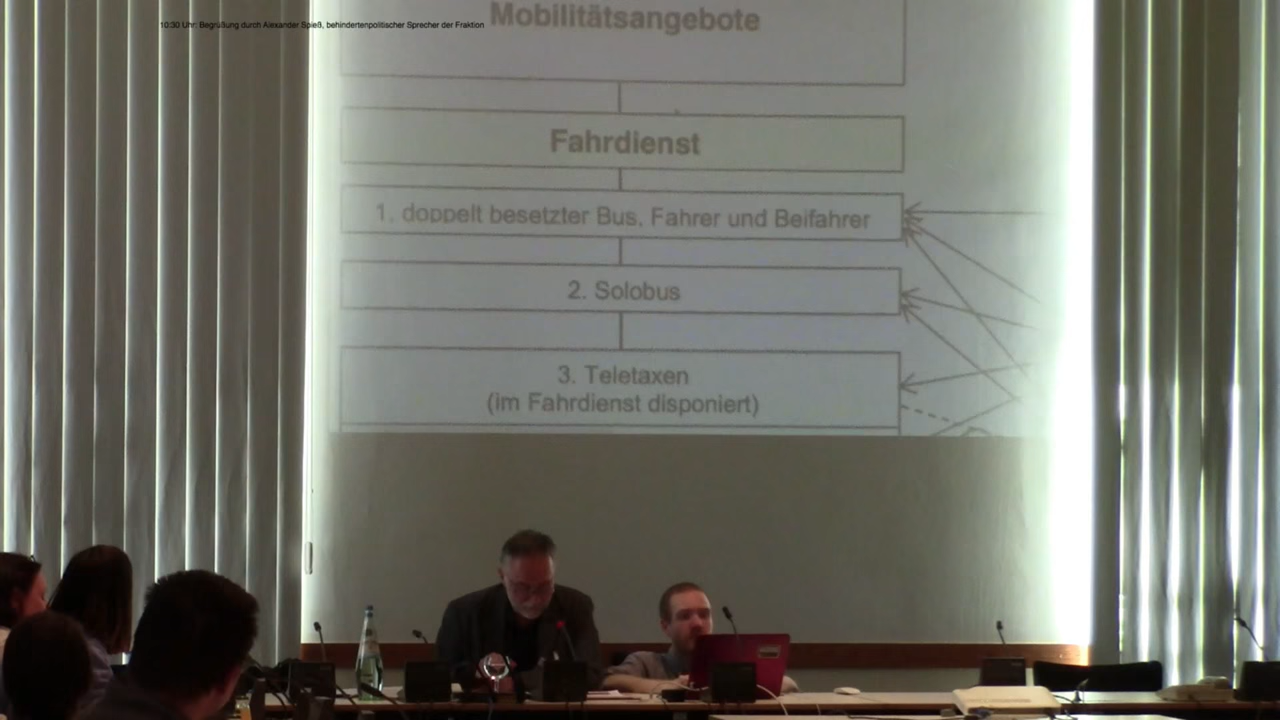 10:30 Uhr: Begrüßung durch Alexander Spieß, behindertenpolitischer Sprecher der Fraktion
Mobilitätsangebote
Fahrdienst
1. doppelt besetzter Bus, Fahrer und Beifahrer
2. Solobus
3. Teletaxen
(im Fahrdienst disponiert)